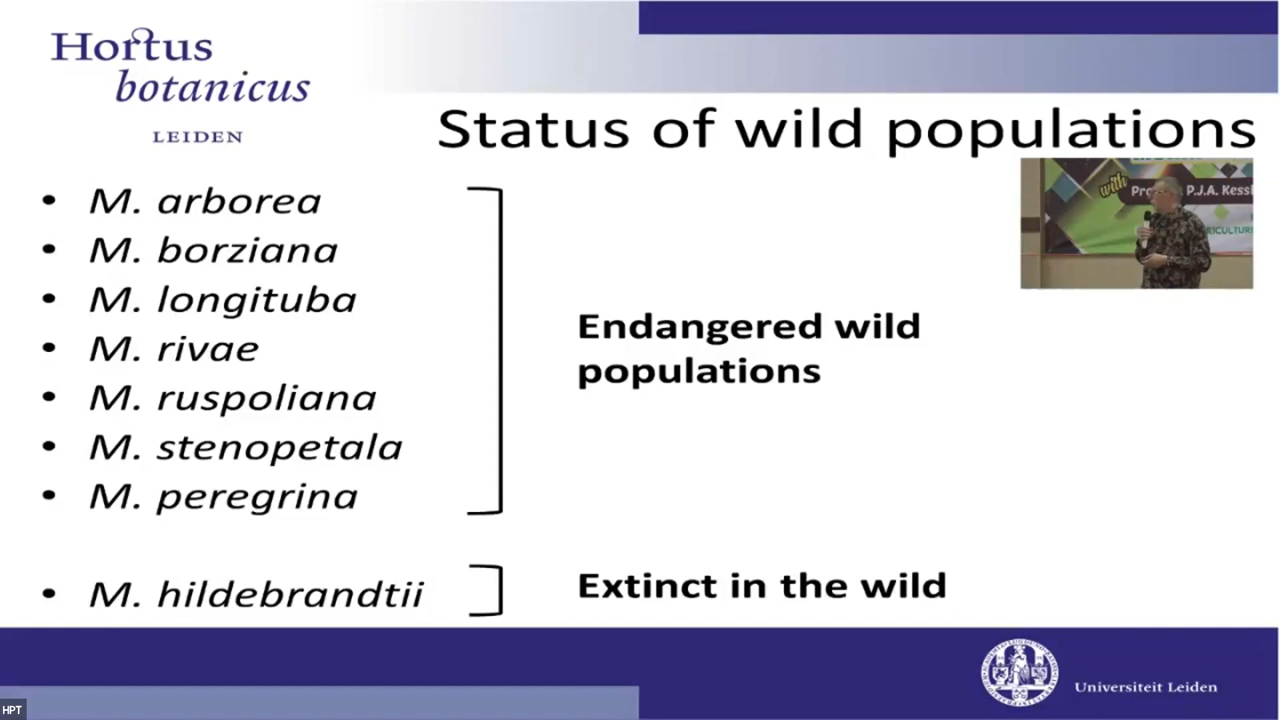 Hortus
botanicus
LEIDEN
Status of wild populations
with
P.J.A.
• M. arborea
• M. borziana
• M. longituba
• M. rivae
• M. ruspoliana
• M. stenopetala
• M. peregrina
Endangered wild
populations
• M. hildebrandtii
Extinct in the wild
Universiteit Leiden
HPT